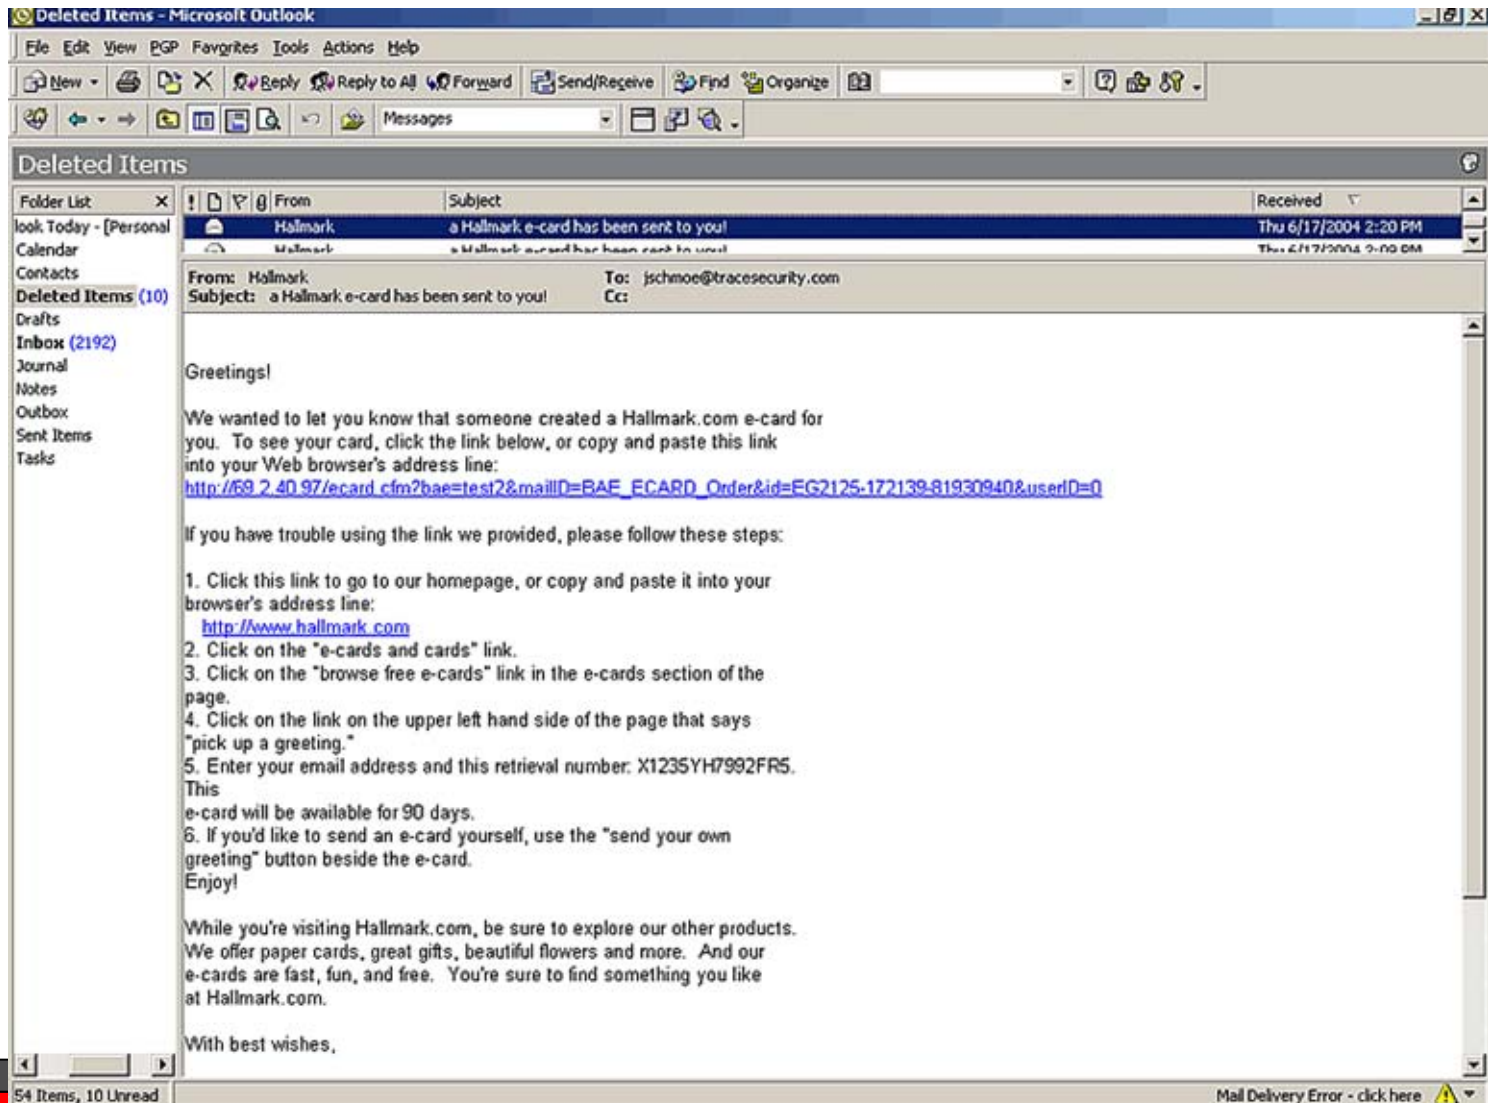 Deleted Items - Microsoft Outlook
File Edit View PGP Favorites Tools Actions Help
New Reply Reply to All Forward Send/Receive Find Organize
Messages
Deleted Items
Folder List
look Today - [Personal
Calendar
Contacts
Deleted Items (10)
Drafts
Inbox (2192)
Journal
Notes
Outbox
Sent Items
Tasks
! From Subject Received
Hallmark a Hallmark e-card has been sent to you! Thu 6/17/2004 2:20 PM
Hallmark a Hallmark e-card has been sent to you! Thu 6/17/2004 2:09 PM
From: Hallmark To: jschmoe@tracesecurity.com
Subject: a Hallmark e-card has been sent to you! Cc:
Greetings!
We wanted to let you know that someone created a Hallmark.com e-card for
you. To see your card, click the link below, or copy and paste this link
into your Web browser's address line:
http://69.2.40.97/ecard.cfm?bae=test2&mailID=BAE_ECARD_Order&id=EG2125-172139-81930940&userID=0
If you have trouble using the link we provided, please follow these steps:
1. Click this link to go to our homepage, or copy and paste it into your
browser's address line:
http://www.hallmark.com
2. Click on the "e-cards and cards" link.
3. Click on the "browse free e-cards" link in the e-cards section of the
page.
4. Click on the link on the upper left hand side of the page that says
"pick up a greeting."
5. Enter your email address and this retrieval number: X1235YH7992FR5.
This
e-card will be available for 90 days.
6. If you'd like to send an e-card yourself, use the "send your own
greeting" button beside the e-card.
Enjoy!
While you're visiting Hallmark.com, be sure to explore our other products.
We offer paper cards, great gifts, beautiful flowers and more. And our
e-cards are fast, fun, and free. You're sure to find something you like
at Hallmark.com.
With best wishes,
54 Items, 10 Unread
Mail Delivery Error - click here